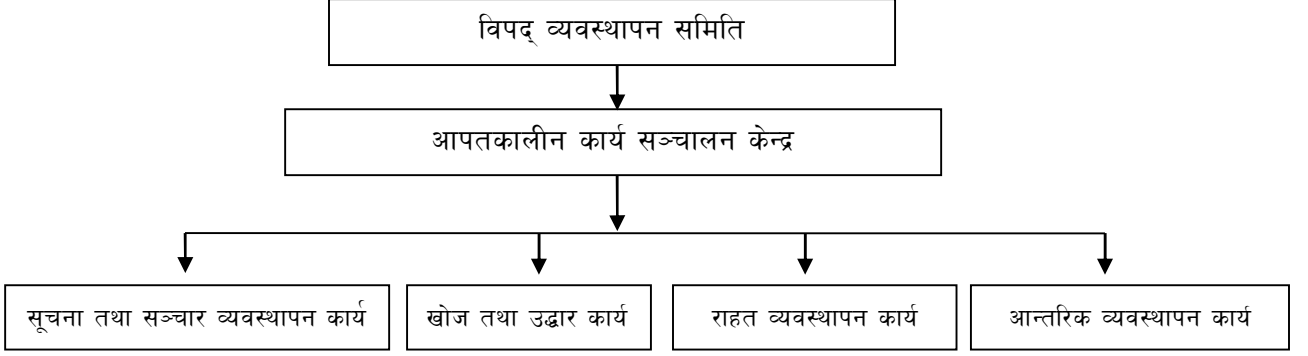 विपद् व्यवस्थापन समिति
आपतकालीन कार्य सञ्चालन केन्द्र
सूचना तथा सञ्चार व्यवस्थापन कार्य
खोज तथा उद्धार कार्य
राहत व्यवस्थापन कार्य
आन्तरिक व्यवस्थापन कार्य